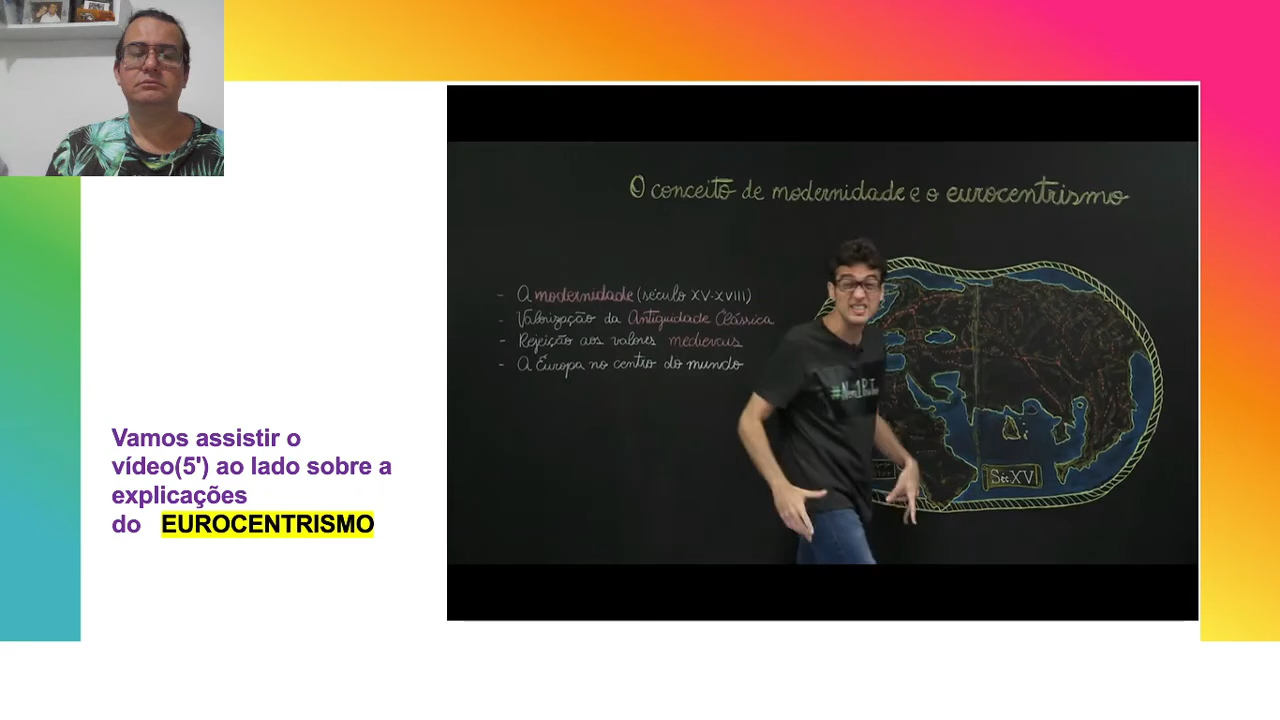 O conceito de modernidade e o eurocentrismo
- A modernidade (século XV-XVIII)
- Valorização da Antiguidade Clássica
- Rejeição aos valores medievais
- A Europa no centro do mundo
Séc XV
Vamos assistir o
vídeo(5') ao lado sobre a
explicações
do EUROCENTRISMO